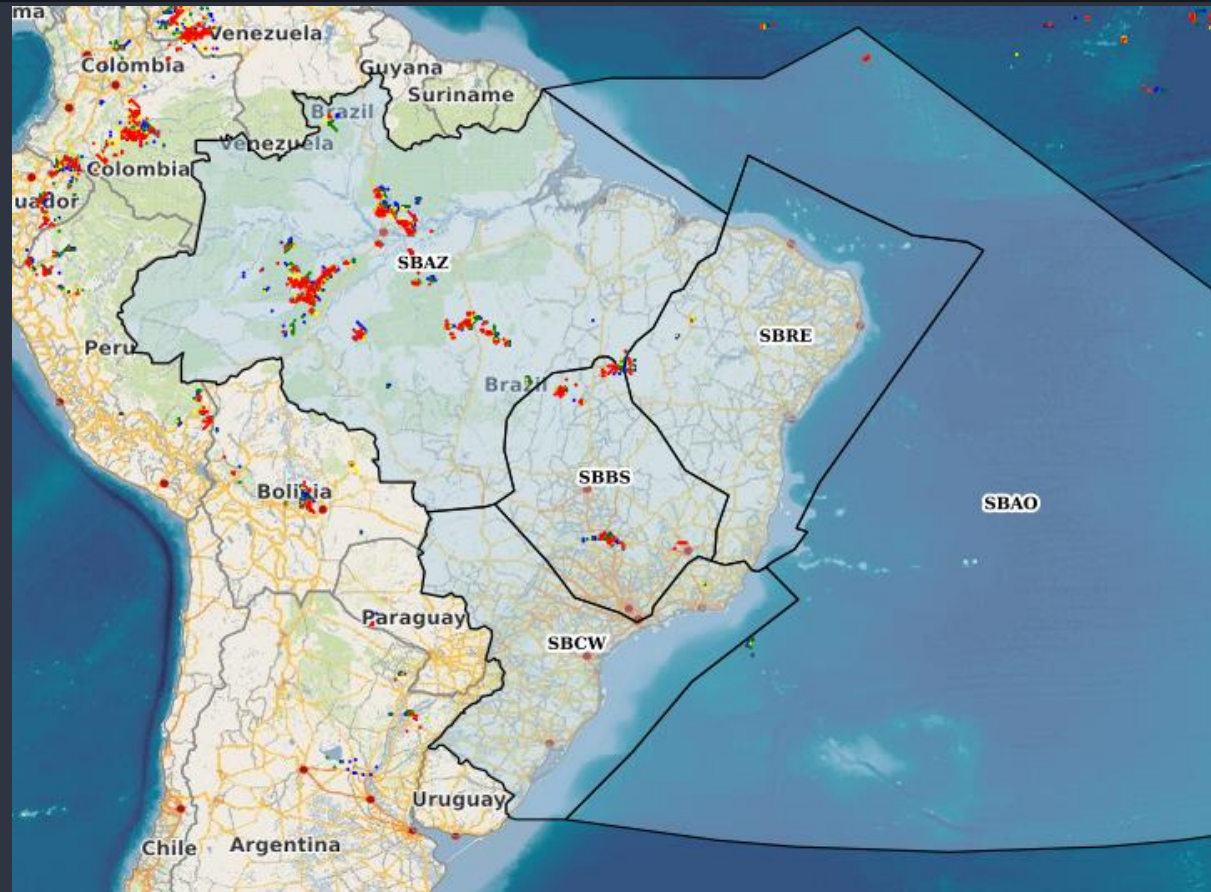 ma
Venezuela
Colombia
Guyana
Suriname
Brazil
Venezuela
Colombia
uador
SBAZ
SBRE
Peru
Brazil
SBBS
Bolivia
SBAO
Paraguay
SBCW
Uruguay
Chile
Argentina